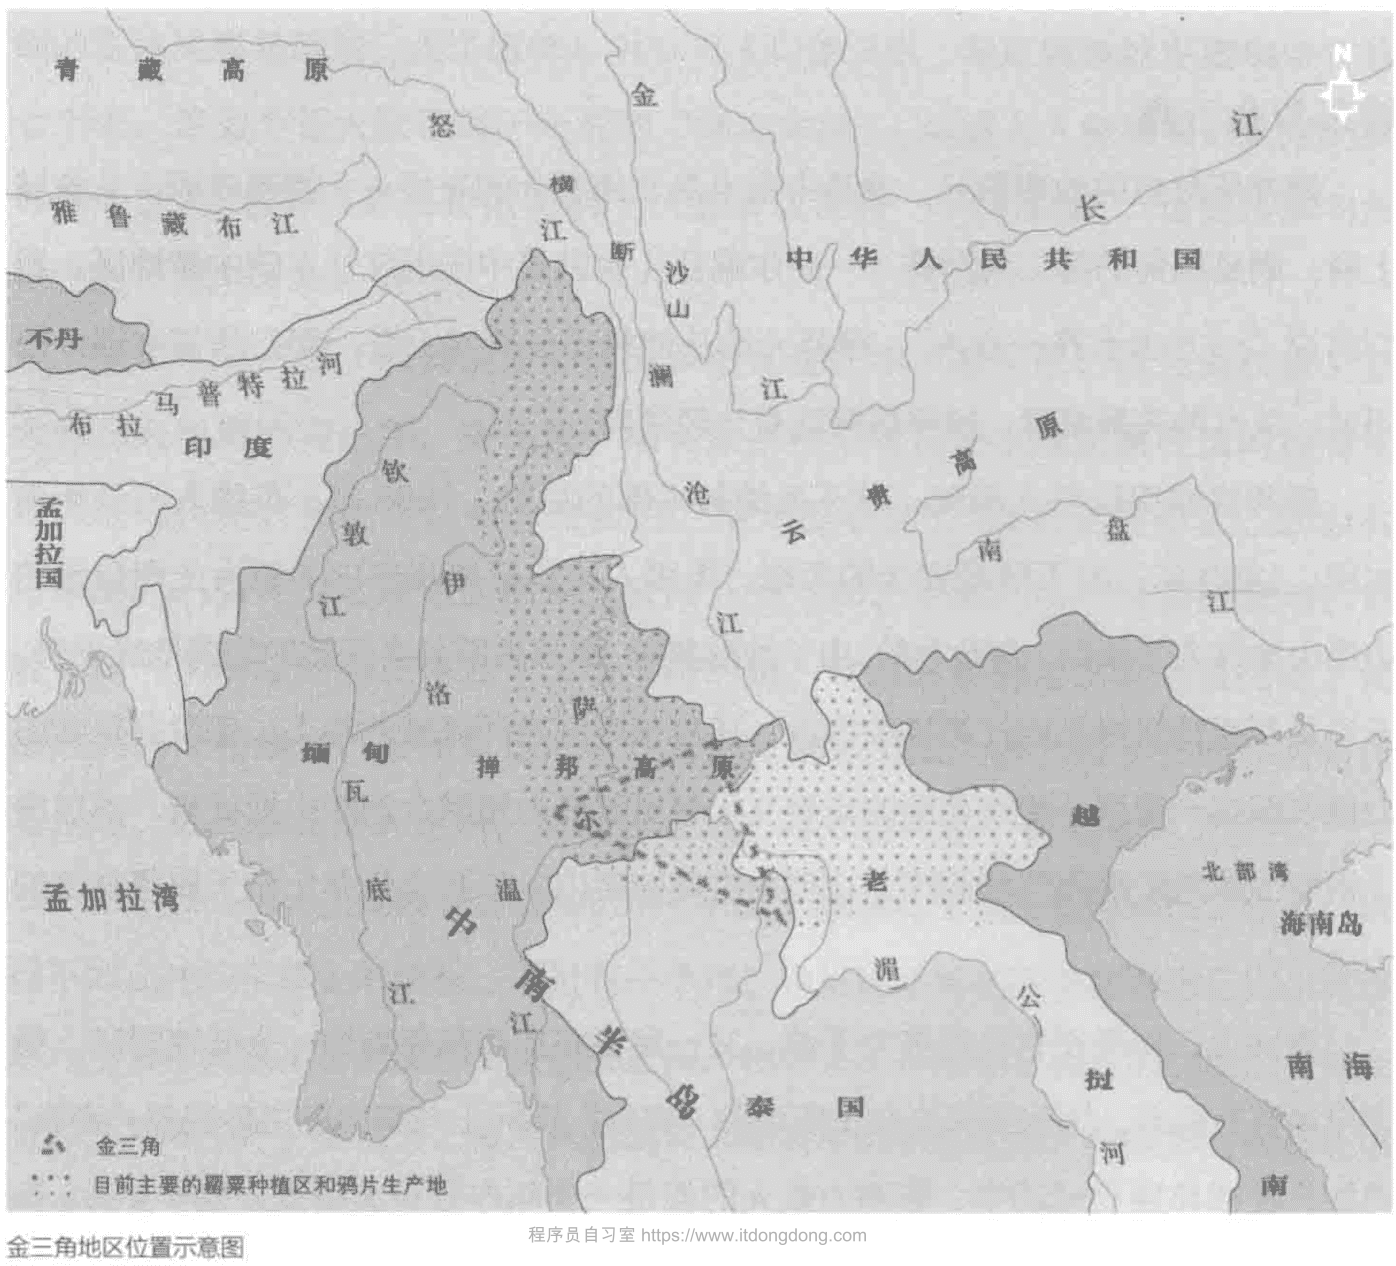 N
青藏高原
怒江
横断山
金沙江
长江
雅鲁藏布江
中华人民共和国
不丹
布拉马普特拉河
印度
孟加拉国
澜沧江
云贵高原
南盘江
钦敦江
伊洛瓦底江
萨尔温江
缅甸
掸邦高原
越南
老挝
北部湾
海南岛
孟加拉湾
中南半岛
湄公河
泰国
南海
金三角
目前主要的罂粟种植区和鸦片生产地
金三角地区位置示意图
程序员自习室 https://www.itdongdong.com